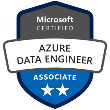 Microsoft
CERTIFIED
AZURE
DATA ENGINEER
ASSOCIATE